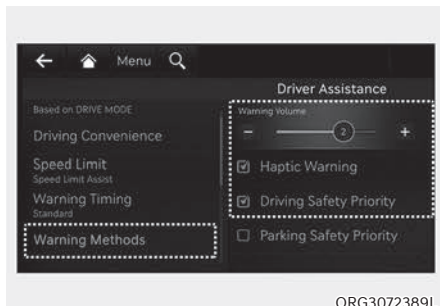 Menu
Driver Assistance
Based on DRIVE MODE
Driving Convenience
Speed Limit
Speed Limit Assist
Warning Timing
Standard
Warning Methods
Warning Volume
- 2 +
Haptic Warning
Driving Safety Priority
Parking Safety Priority
ORG3072389L